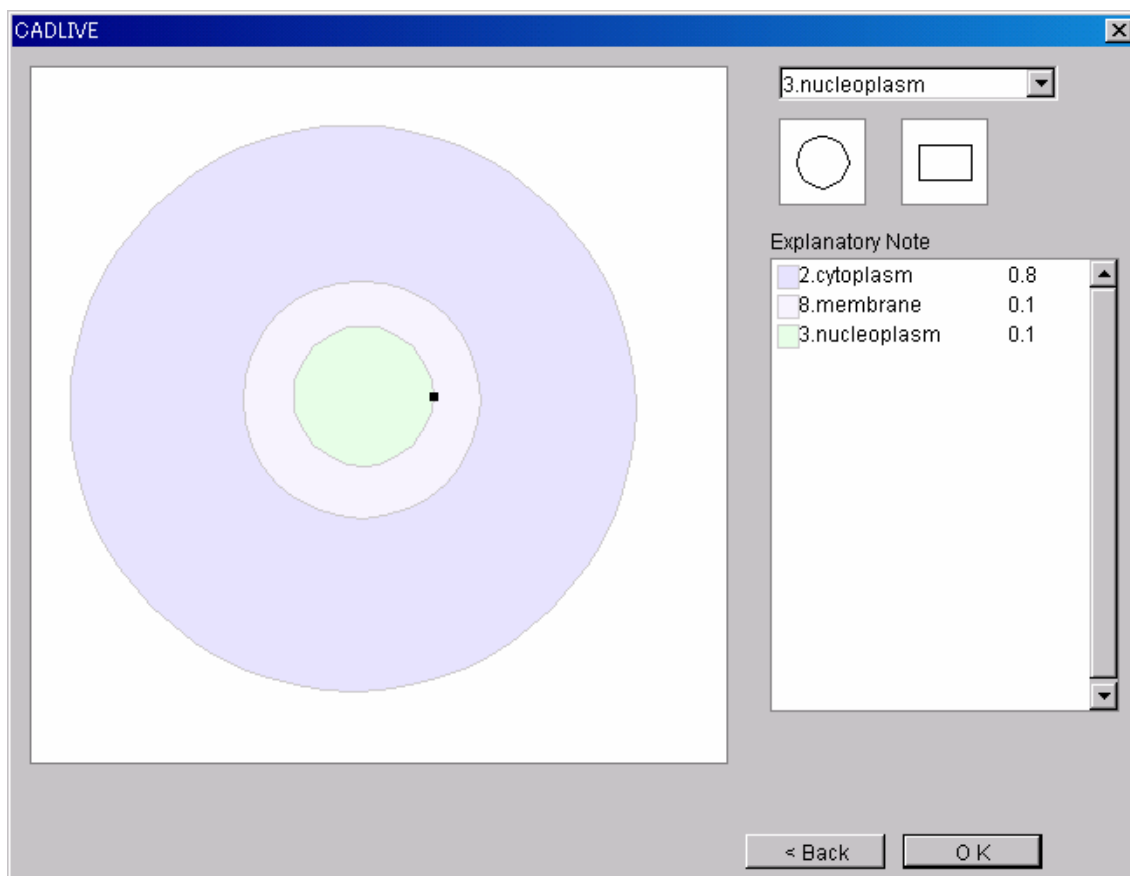 CADLIVE
3.nucleoplasm
Explanatory Note
2.cytoplasm 0.8
8.membrane 0.1
3.nucleoplasm 0.1
< Back
OK